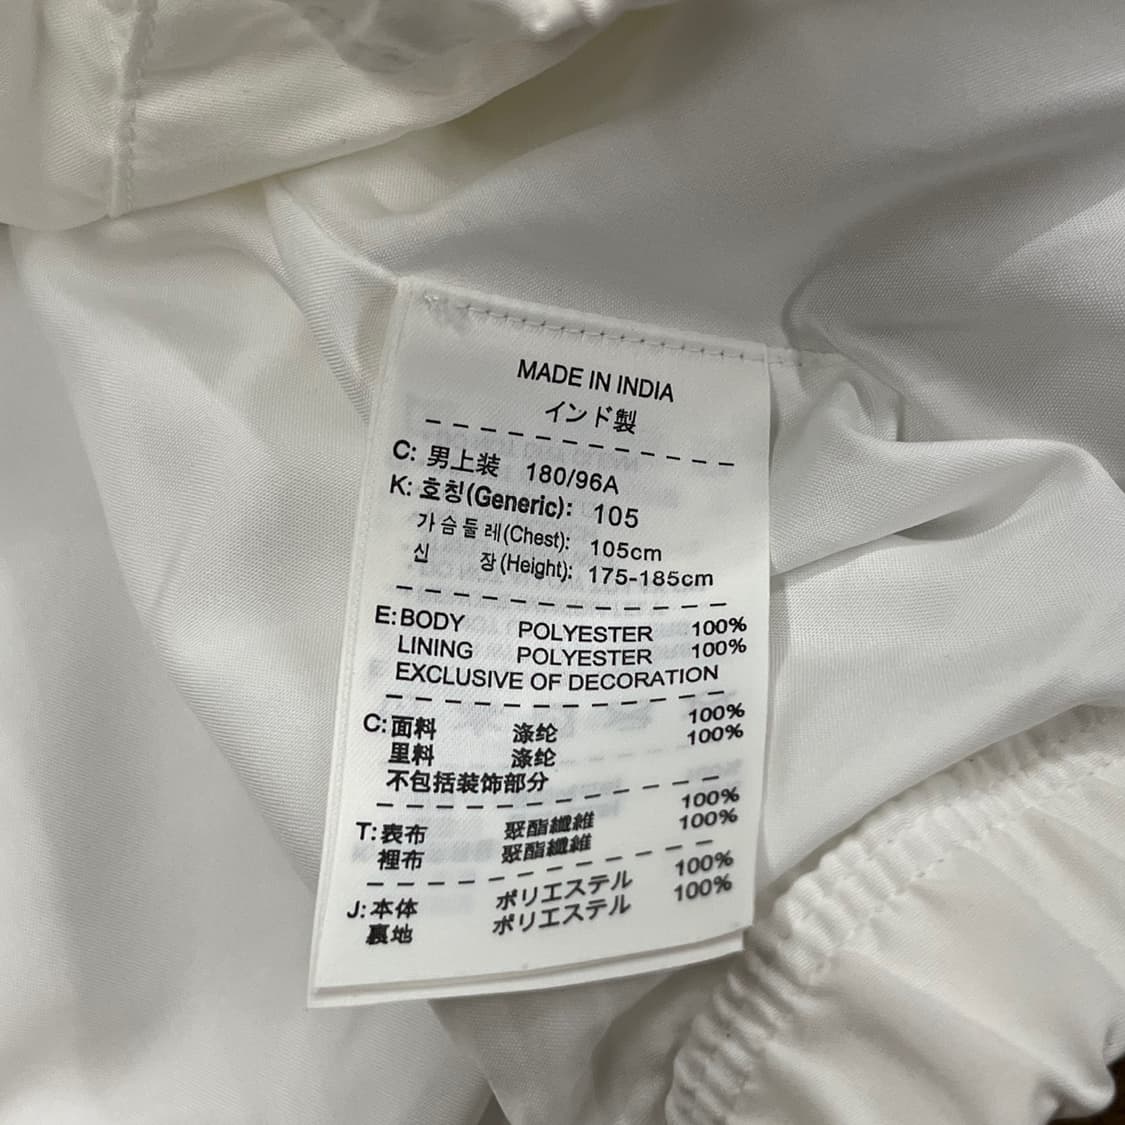 MADE IN INDIA
インド製
C: 男上装 180/96A
K: 호칭(Generic): 105
가슴둘레(Chest): 105cm
신 장(Height): 175-185cm
E: BODY POLYESTER 100%
LINING POLYESTER 100%
EXCLUSIVE OF DECORATION
C: 面料 涤纶 100%
里料 涤纶 100%
不包括装饰部分
T: 表布 聚酯纖維 100%
裡布 聚酯纖維 100%
J: 本体 ポリエステル 100%
裏地 ポリエステル 100%